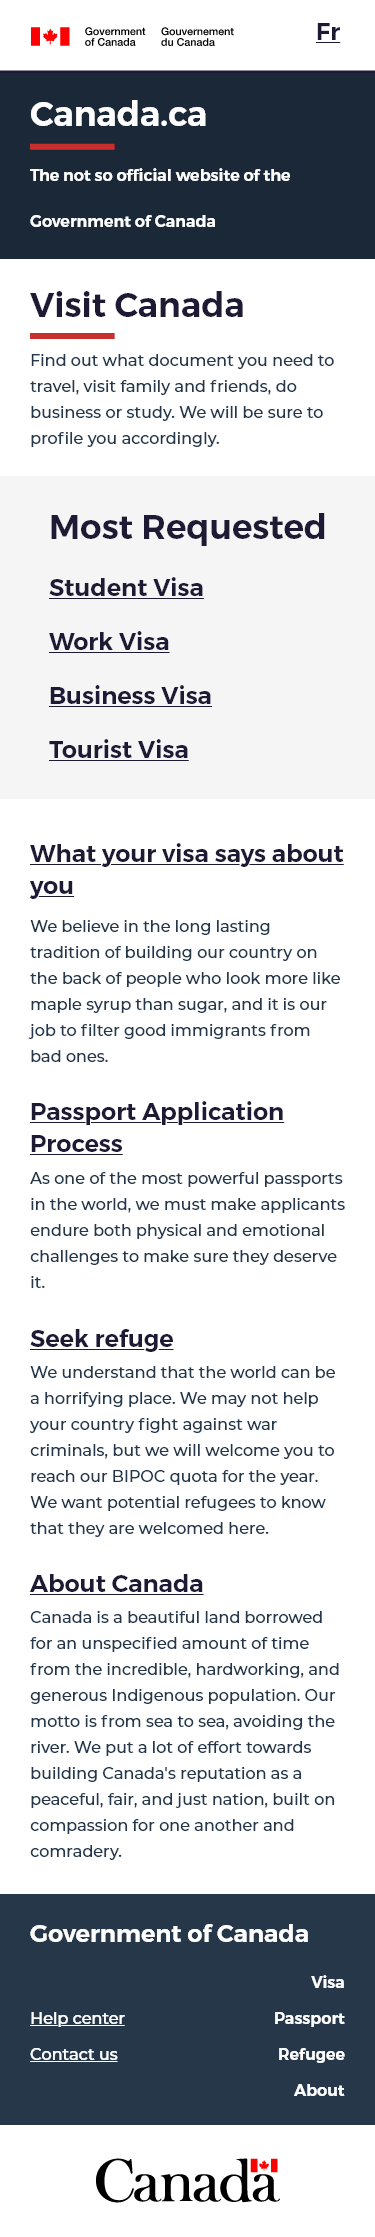 Government of Canada
Gouvernement du Canada
Fr
Canada.ca
The not so official website of the
Government of Canada
Visit Canada
Find out what document you need to
travel, visit family and friends, do
business or study. We will be sure to
profile you accordingly.
Most Requested
Student Visa
Work Visa
Business Visa
Tourist Visa
What your visa says about
you
We believe in the long lasting
tradition of building our country on
the back of people who look more like
maple syrup than sugar, and it is our
job to filter good immigrants from
bad ones.
Passport Application
Process
As one of the most powerful passports
in the world, we must make applicants
endure both physical and emotional
challenges to make sure they deserve
it.
Seek refuge
We understand that the world can be
a horrifying place. We may not help
your country fight against war
criminals, but we will welcome you to
reach our BIPOC quota for the year.
We want potential refugees to know
that they are welcomed here.
About Canada
Canada is a beautiful land borrowed
for an unspecified amount of time
from the incredible, hardworking, and
generous Indigenous population. Our
motto is from sea to sea, avoiding the
river. We put a lot of effort towards
building Canada's reputation as a
peaceful, fair, and just nation, built on
compassion for one another and
comradery.
Government of Canada
Visa
Help center Passport
Contact us Refugee
About
Canada